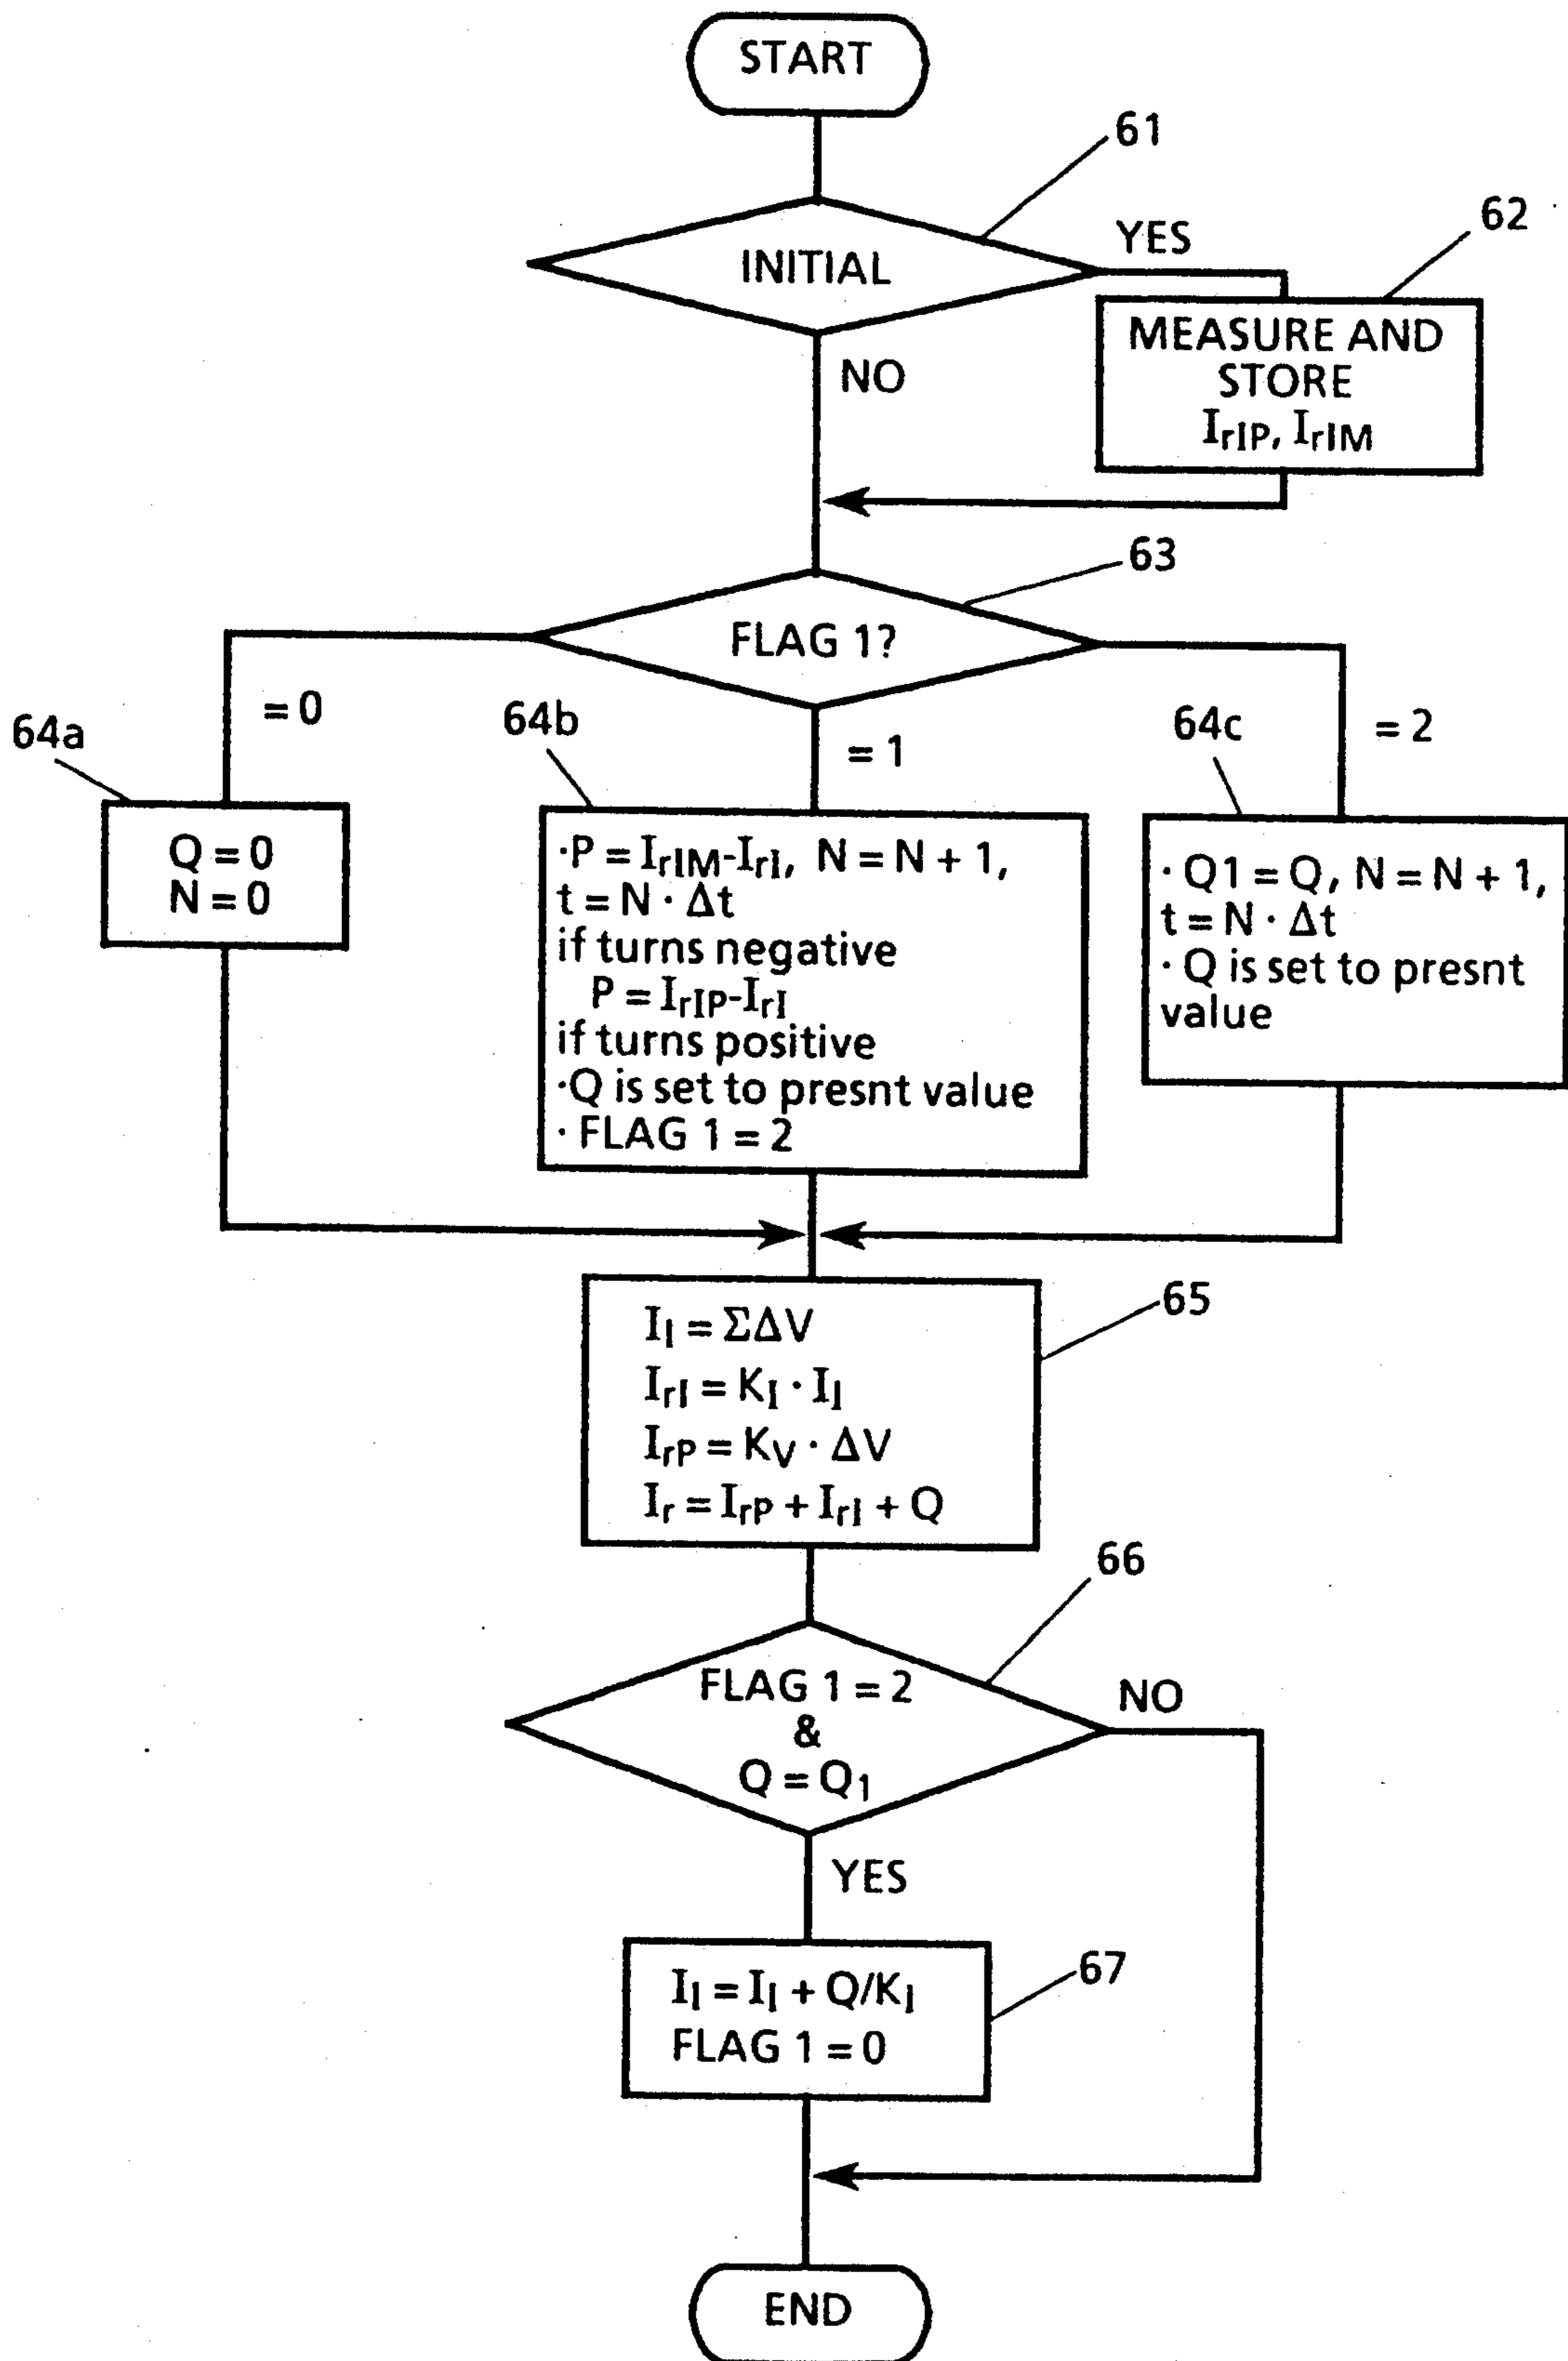 START
61
INITIAL
YES
62
MEASURE AND
STORE
IrIP, IrIM
NO
63
FLAG 1?
= 0
= 1
= 2
64a
Q = 0
N = 0
64b
·P = IrIM-IrI, N = N + 1,
t = N · Δt
if turns negative
P = IrIP-IrI
if turns positive
·Q is set to presnt value
· FLAG 1 = 2
64c
· Q1 = Q, N = N + 1,
t = N · Δt
· Q is set to presnt
value
65
II = ΣΔV
IrI = KI · II
IrP = KV · ΔV
Ir = IrP + IrI + Q
66
FLAG 1 = 2
&
Q = Q1
NO
YES
67
II = II + Q/KI
FLAG 1 = 0
END